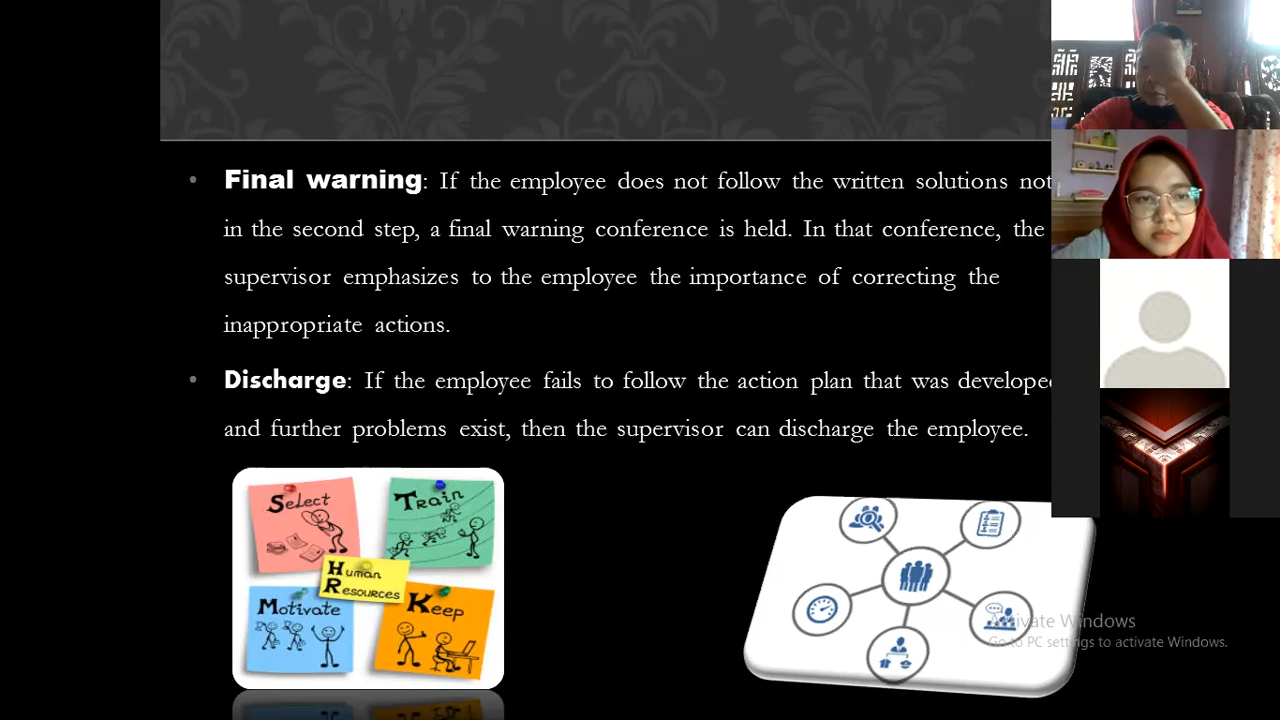 • Final warning: If the employee does not follow the written solutions not
in the second step, a final warning conference is held. In that conference, the
supervisor emphasizes to the employee the importance of correcting the
inappropriate actions.
• Discharge: If the employee fails to follow the action plan that was develope
and further problems exist, then the supervisor can discharge the employee.
Select
Train
Human
Resources
Motivate
Keep
Activate Windows
Go to PC settings to activate Windows.